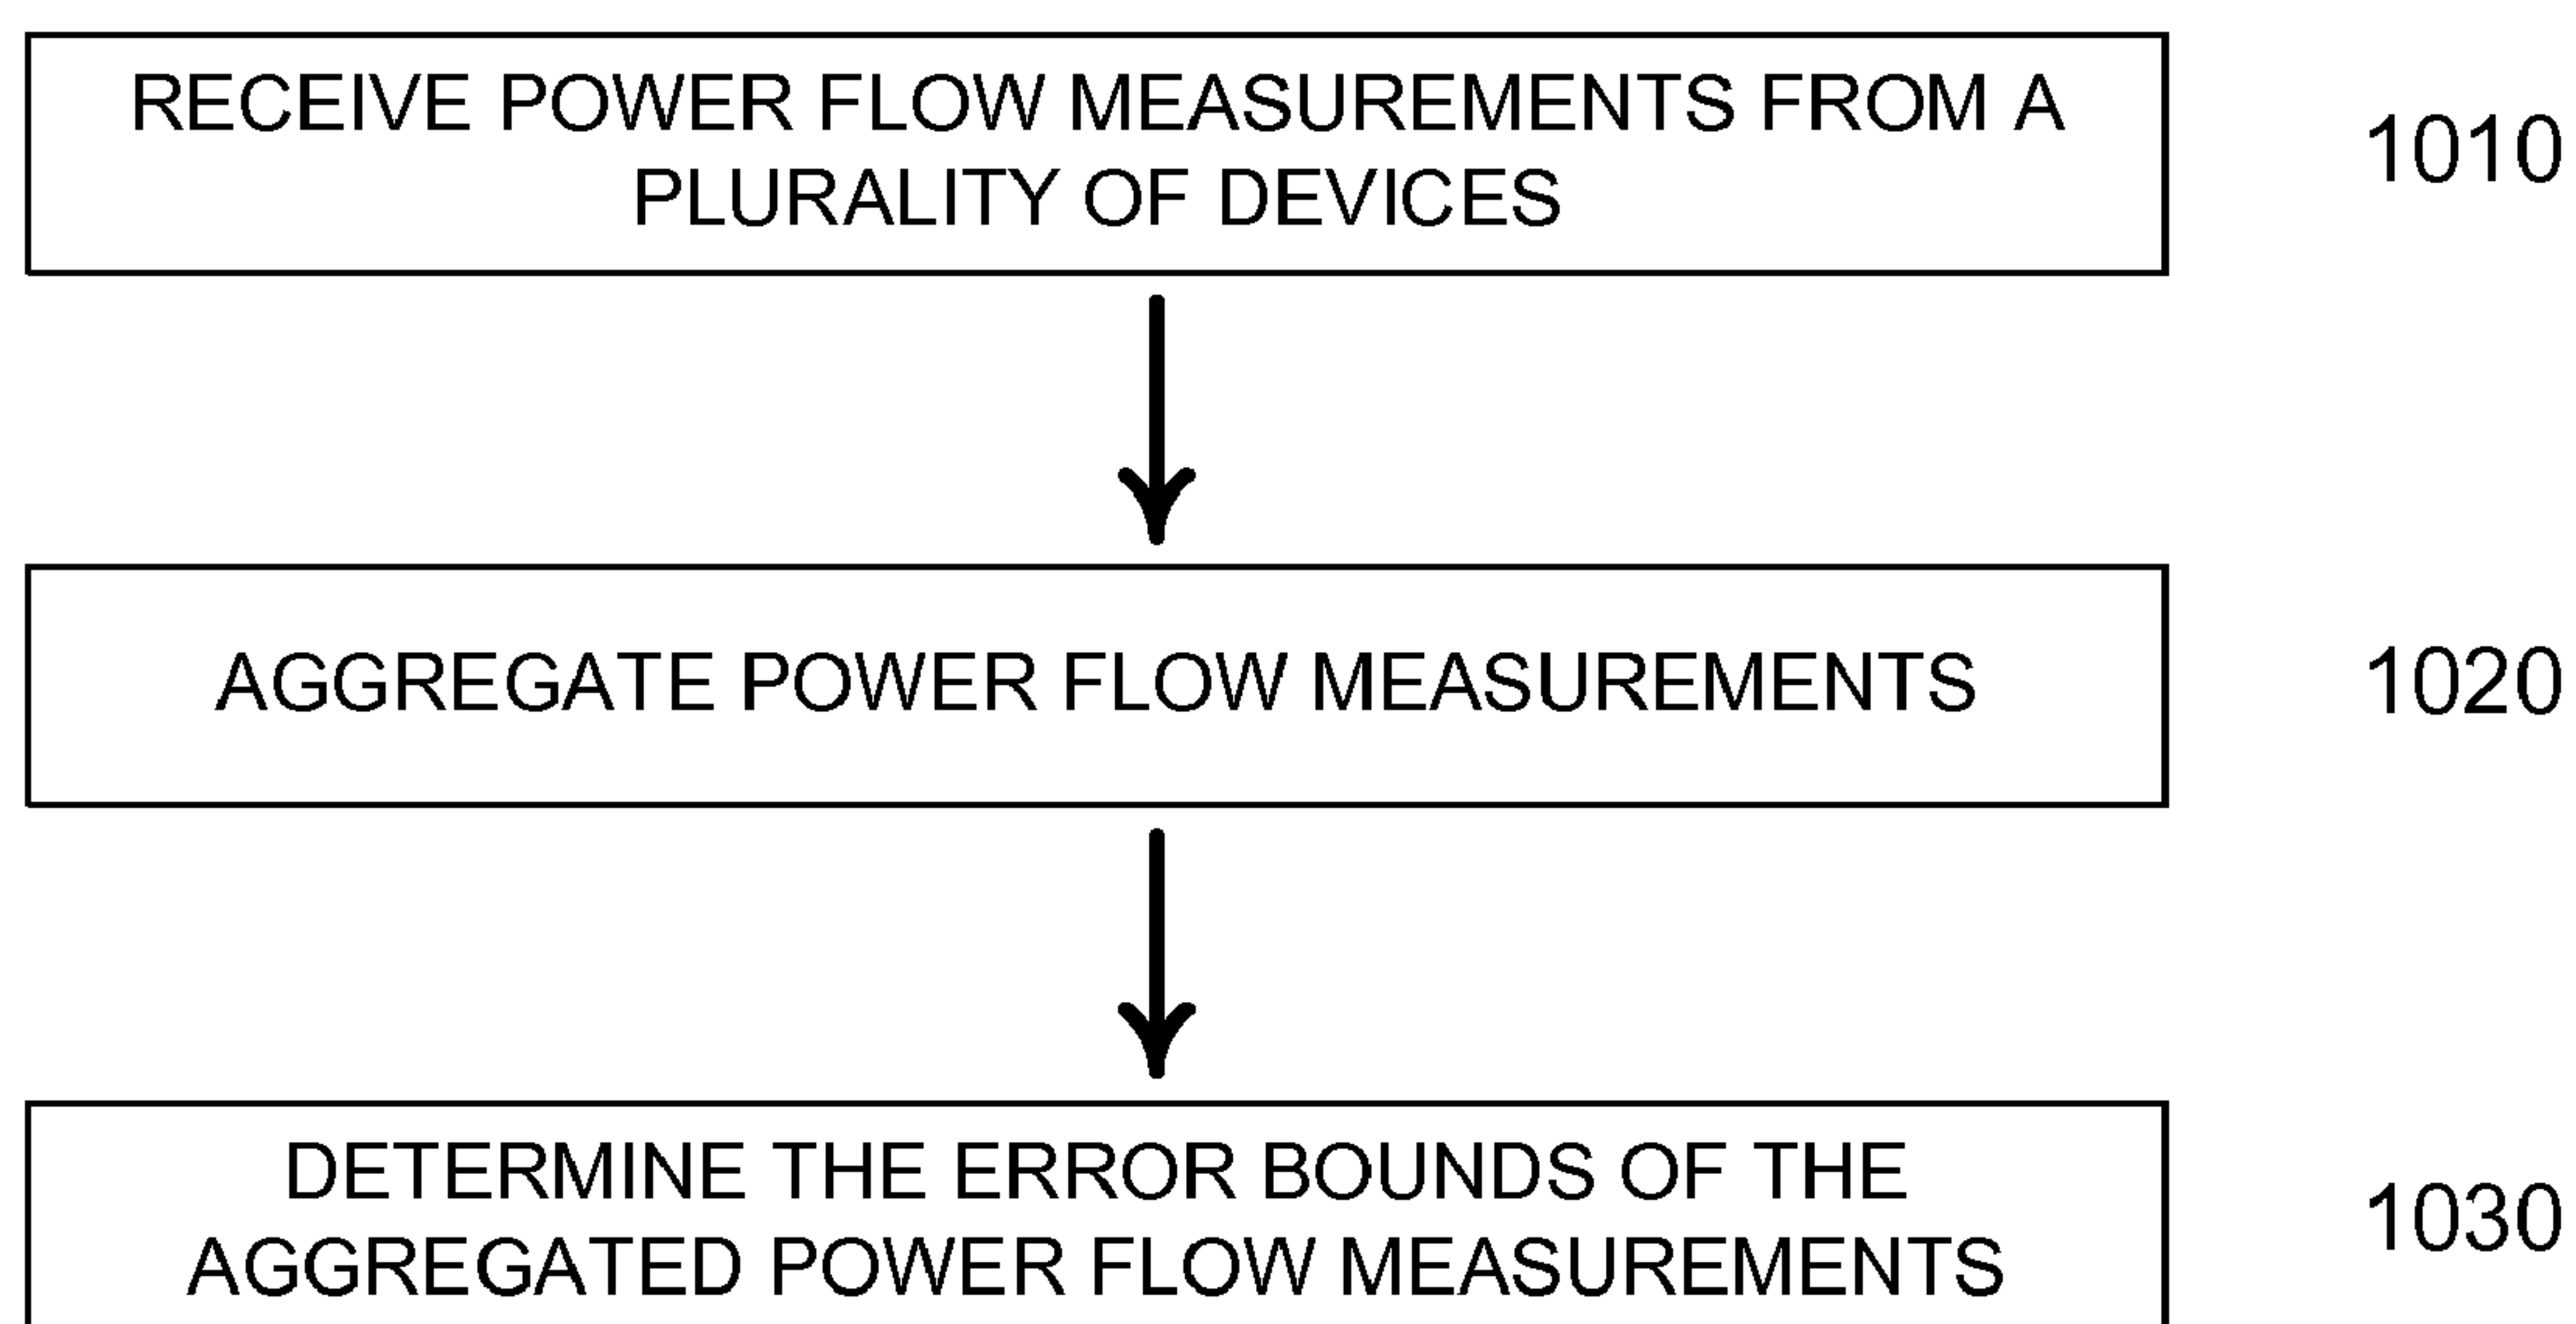 RECEIVE POWER FLOW MEASUREMENTS FROM A
PLURALITY OF DEVICES
1010
AGGREGATE POWER FLOW MEASUREMENTS
1020
DETERMINE THE ERROR BOUNDS OF THE
AGGREGATED POWER FLOW MEASUREMENTS
1030